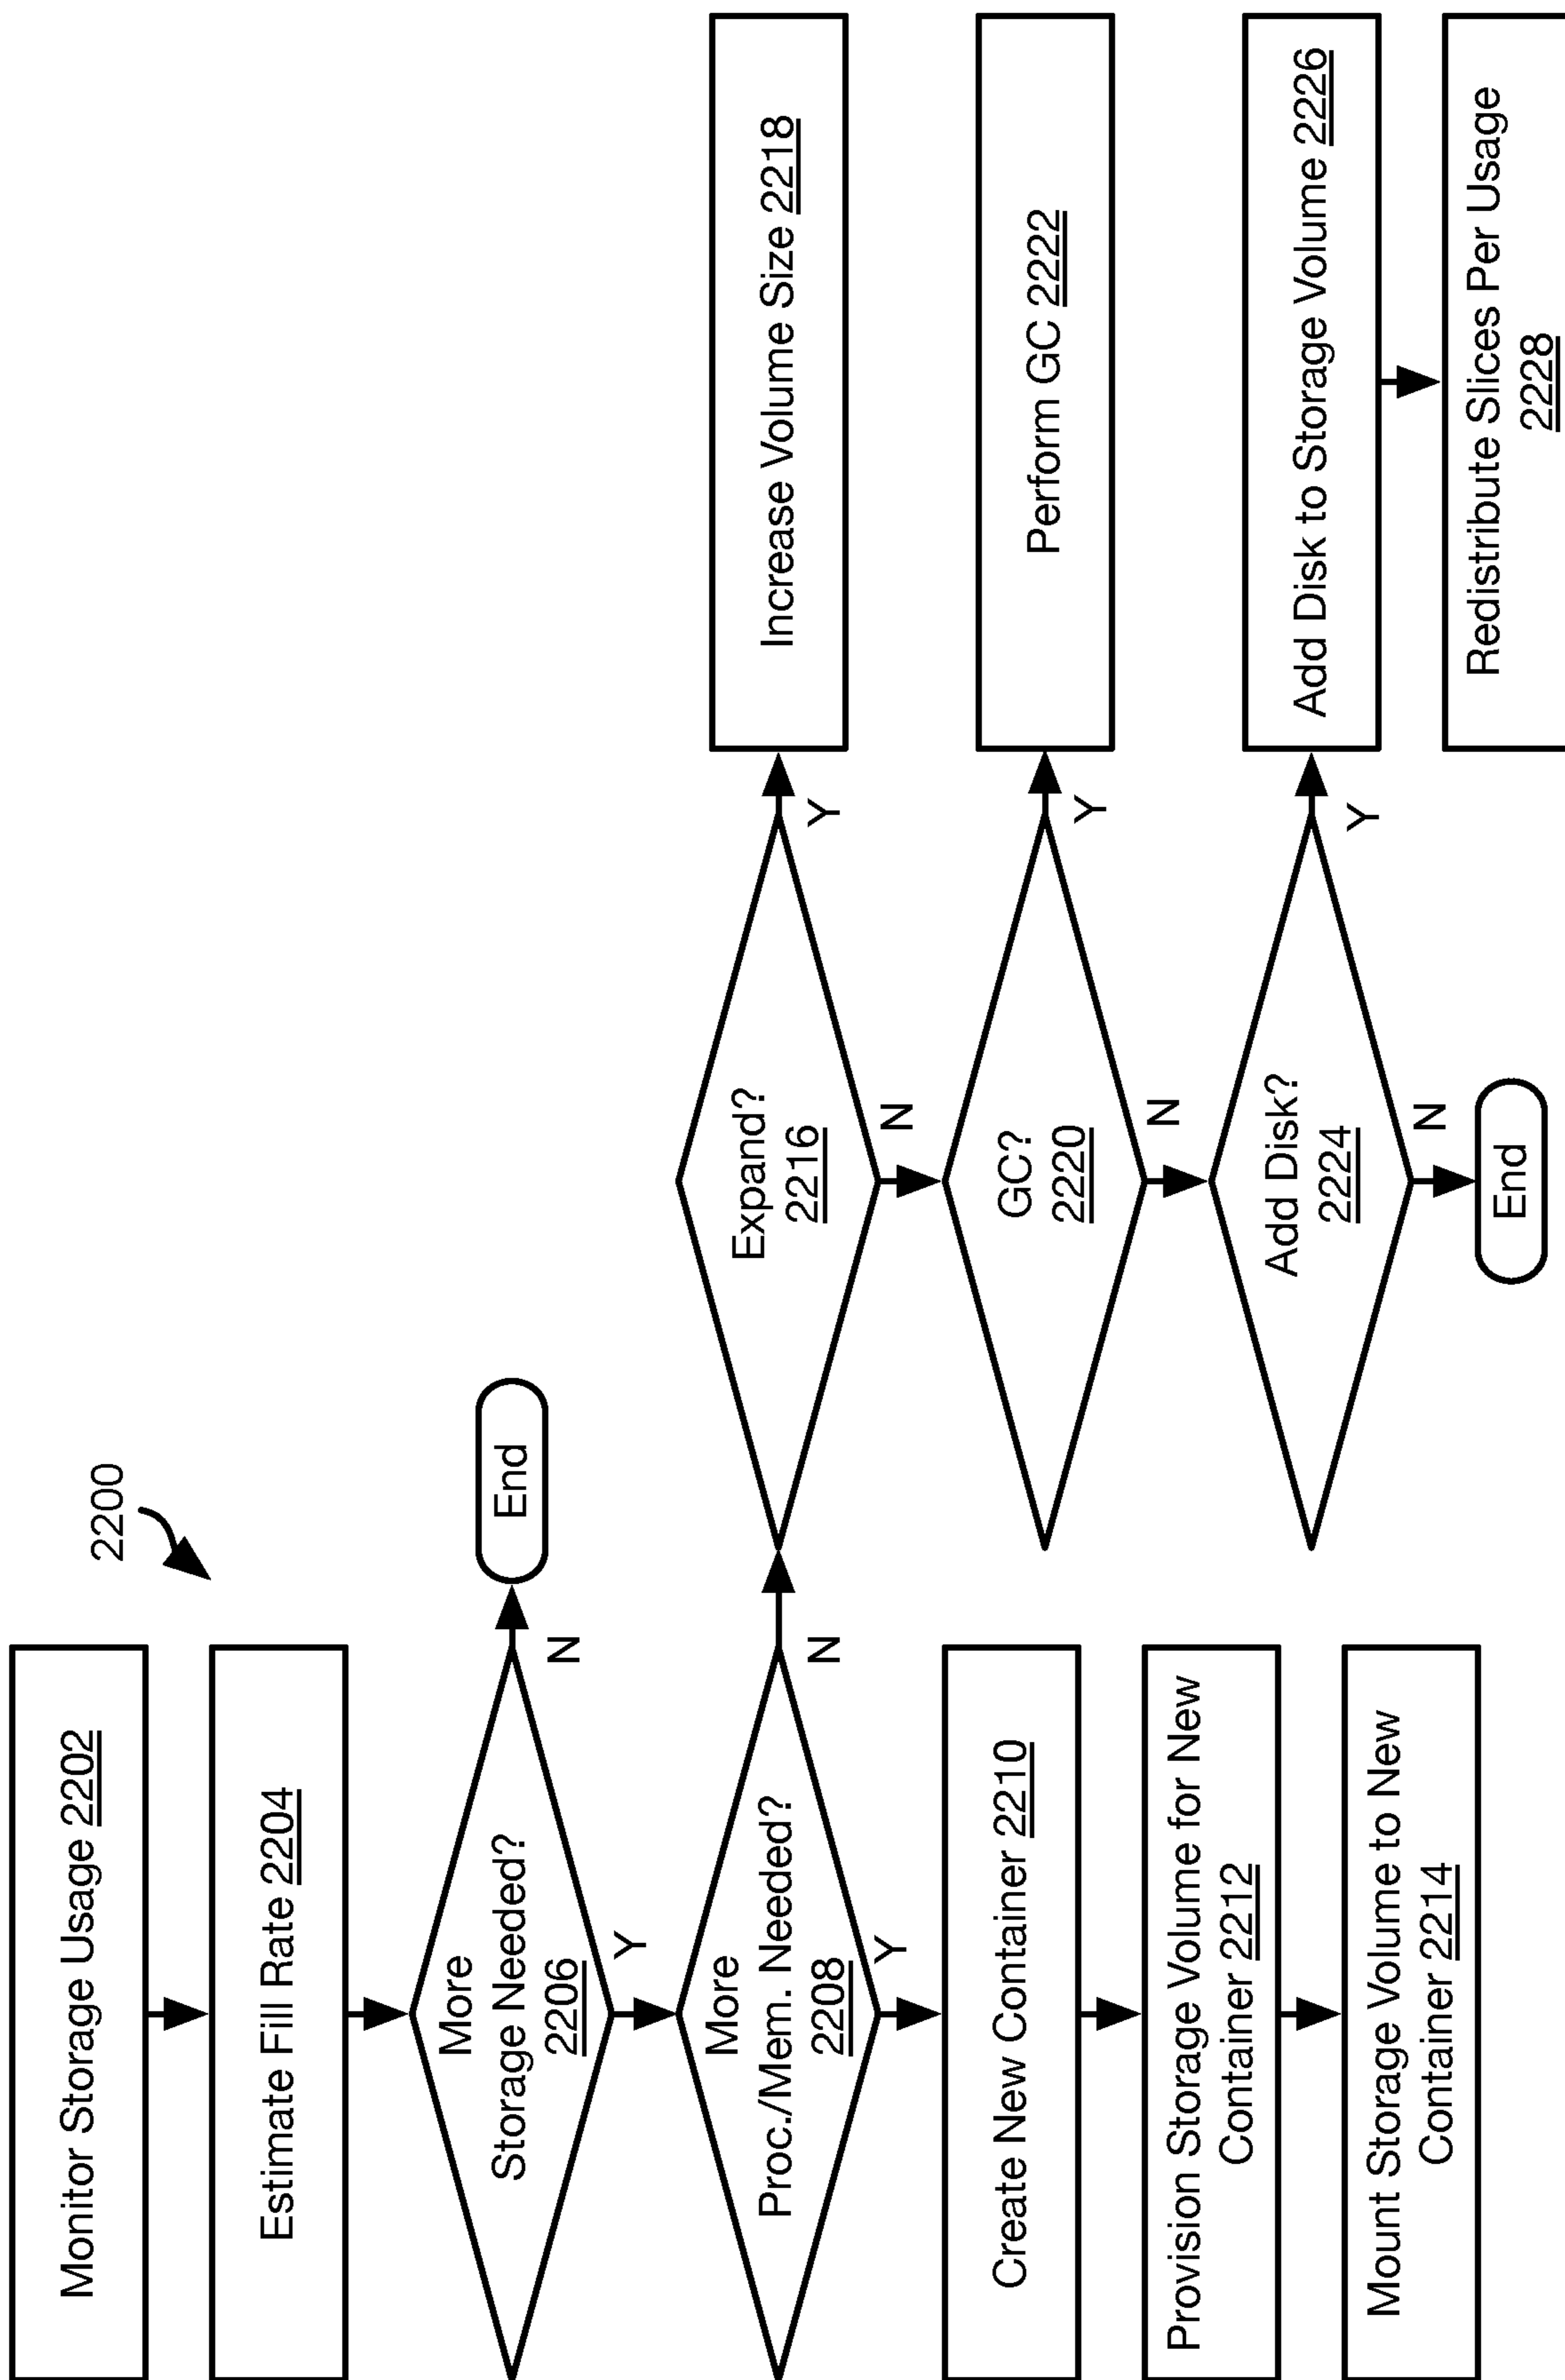 2200
Monitor Storage Usage 2202
Estimate Fill Rate 2204
More
Storage Needed?
2206
N
End
Y
More
Proc./Mem. Needed?
2208
N
Y
Create New Container 2210
Provision Storage Volume for New
Container 2212
Mount Storage Volume to New
Container 2214
Expand?
2216
Y
Increase Volume Size 2218
N
GC?
2220
Y
Perform GC 2222
N
Add Disk?
2224
Y
Add Disk to Storage Volume 2226
N
End
Redistribute Slices Per Usage
2228